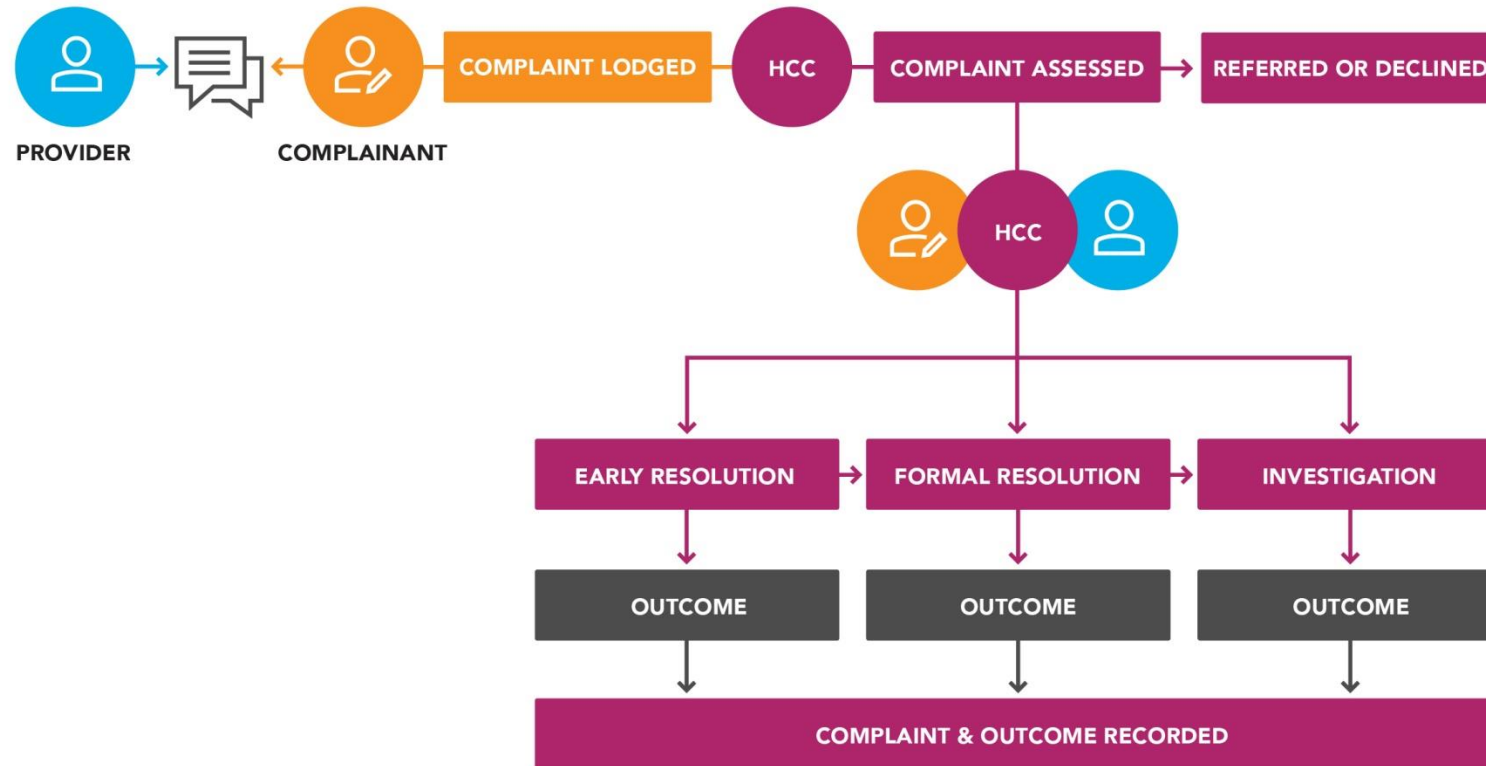 COMPLAINT LODGED
HCC
COMPLAINT ASSESSED
REFERRED OR DECLINED
PROVIDER
COMPLAINANT
HCC
EARLY RESOLUTION
FORMAL RESOLUTION
INVESTIGATION
OUTCOME
OUTCOME
OUTCOME
COMPLAINT & OUTCOME RECORDED